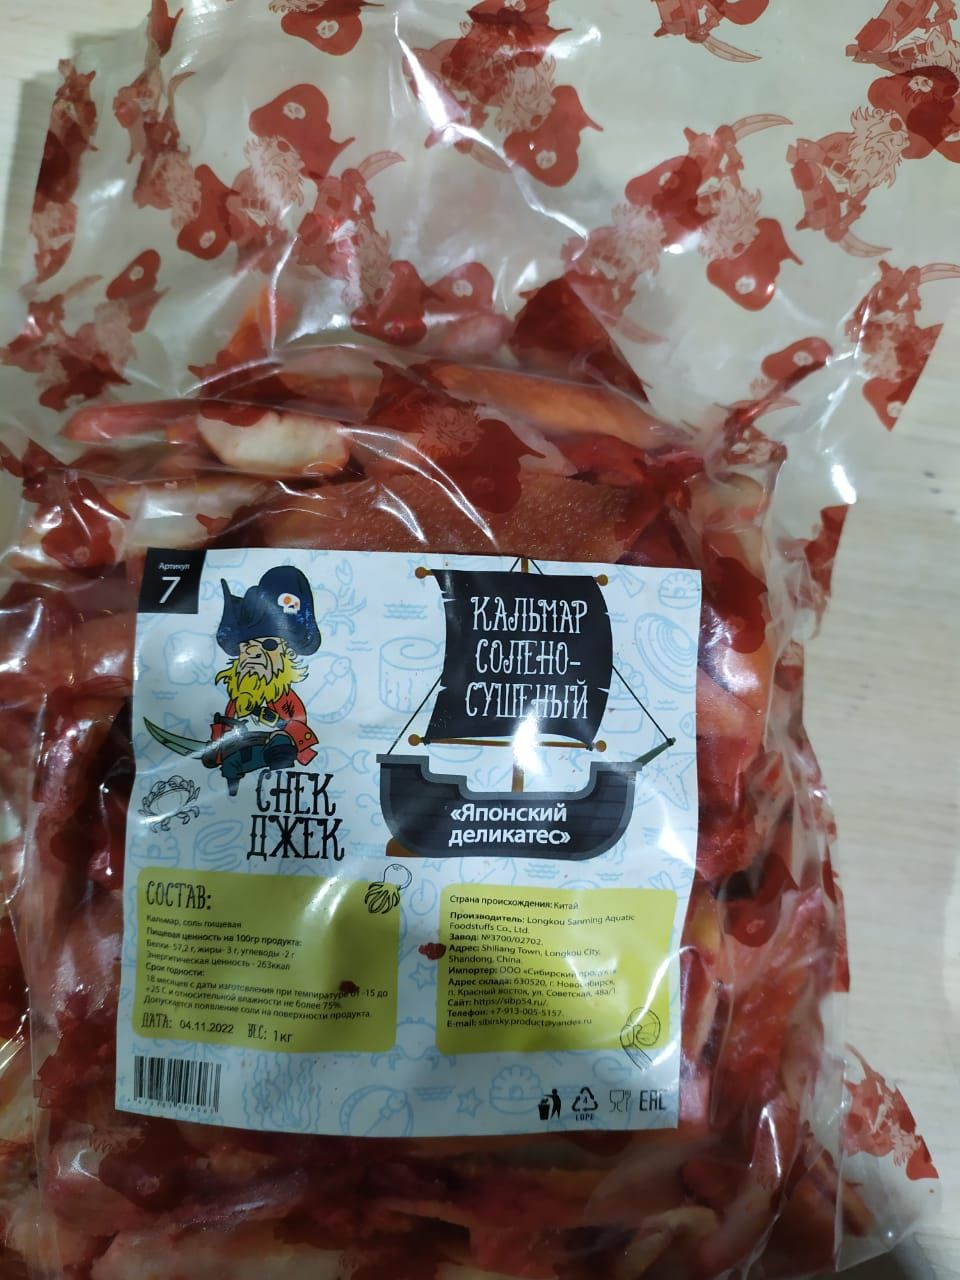 Артикул
7
КАЛЬМАР
СОЛЕНО-
СУШЕНЫЙ
СНЕК
ДЖЕК
«Японский
деликатес»
СОСТАВ:
Кальмар, соль пищевая
Пищевая ценность на 100гр продукта:
Белки- 57,2 г, жиры- 3 г, углеводы -2 г
Энергетическая ценность - 263ккал
Срок годности:
18 месяцев с даты изготовления при температуре от -15 до
+25 С и относительной влажности не более 75%.
Допускается появление соли на поверхности продукта.
ДАТА: 04.11.2022 ВЕС: 1 кг
Страна происхождения: Китай
Производитель: Longkou Sanming Aquatic
Foodstuffs Co., Ltd.
Завод: №3700/02702.
Адрес: Shiliang Town, Longkou City,
Shandong, China.
Импортер: ООО «Сибирский продукт»
Адрес склада: 630520, г. Новосибирск,
п. Красный восток, ул. Советская, 48а/1
Сайт: https://sibp54.ru/.
Телефон: +7-913-005-5157.
E-mail: sibirsky.product@yandex.ru
4
LDPE
EAC